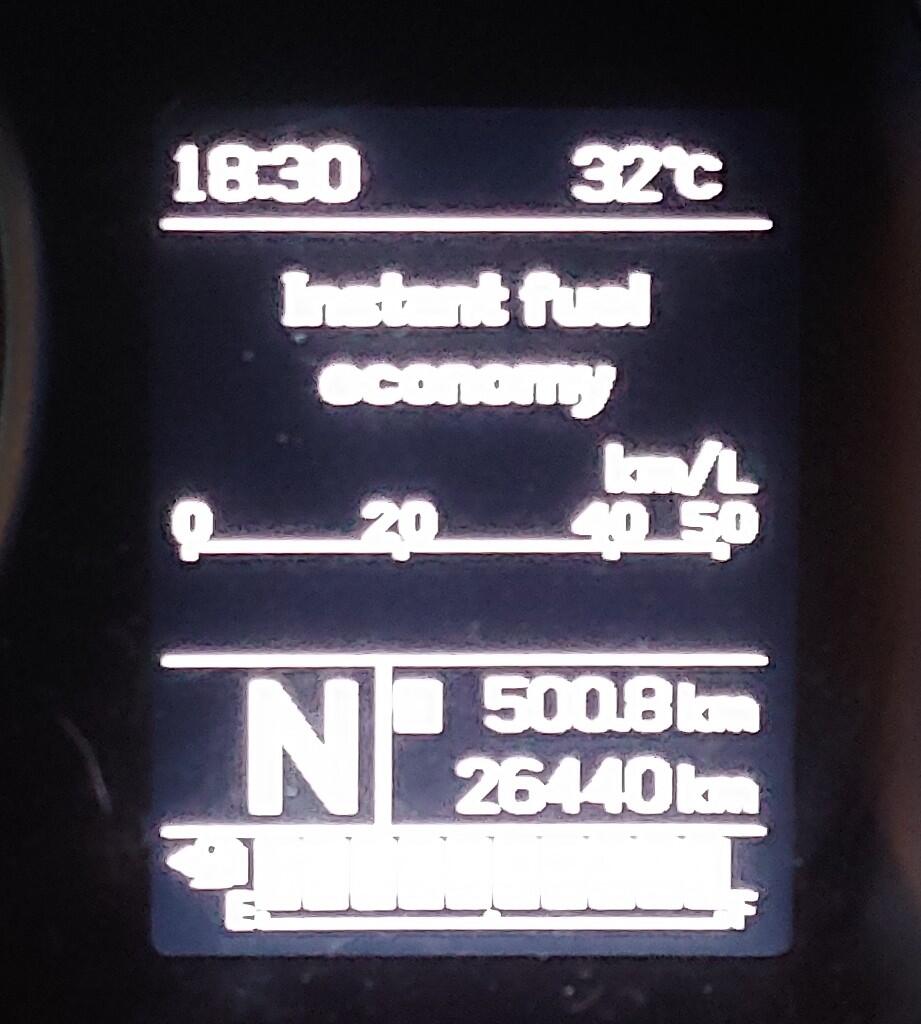 18:30 32°C
Instant fuel
economy
km/L
0 20 40 50
N 500.8 km
26440 km
E F